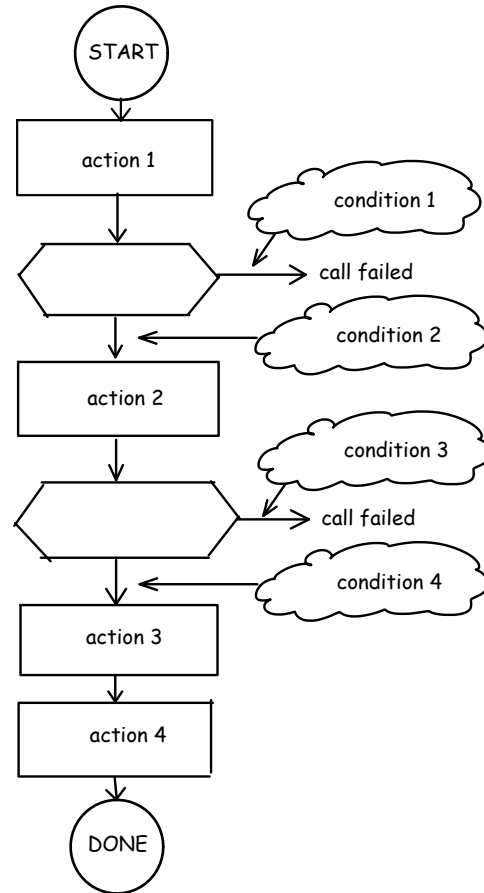 START
action 1
condition 1
call failed
condition 2
action 2
condition 3
call failed
condition 4
action 3
action 4
DONE